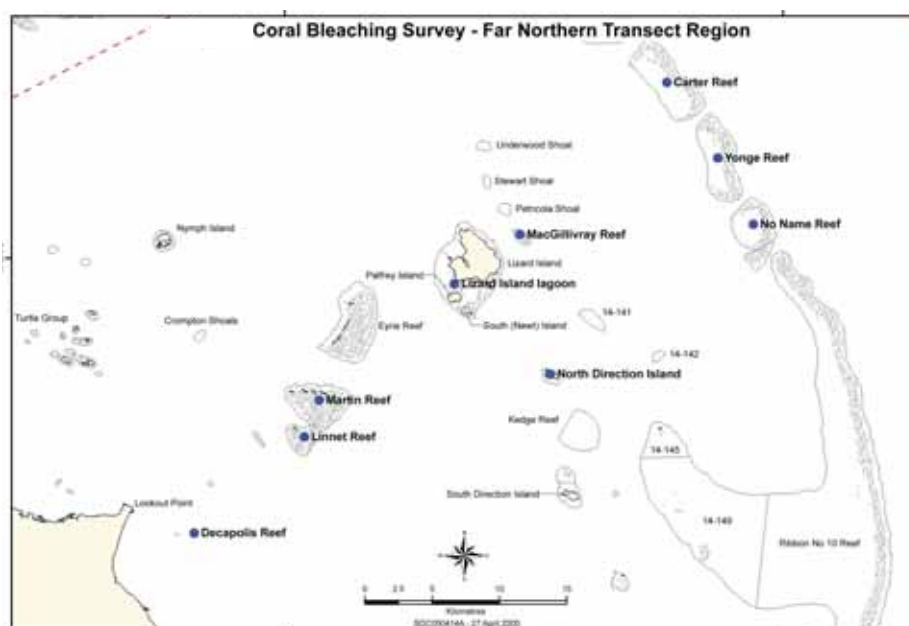 Coral Bleaching Survey - Far Northern Transect Region
Carter Reef
Underwood Shoal
Yonge Reef
Stewart Shoal
Petricola Shoal
Nymph Island
MacGillivray Reef
No Name Reef
Lizard Island
Palfrey Island
Lizard Island lagoon
Turtle Group
Crompton Shoals
Eyrie Reef
South (Newt) Island
14-141
14-142
North Direction Island
Martin Reef
Kedge Reef
Linnet Reef
14-145
South Direction Island
Lookout Point
14-149
Decapolis Reef
Ribbon No 10 Reef
0 2.5 5 10 15
Kilometres